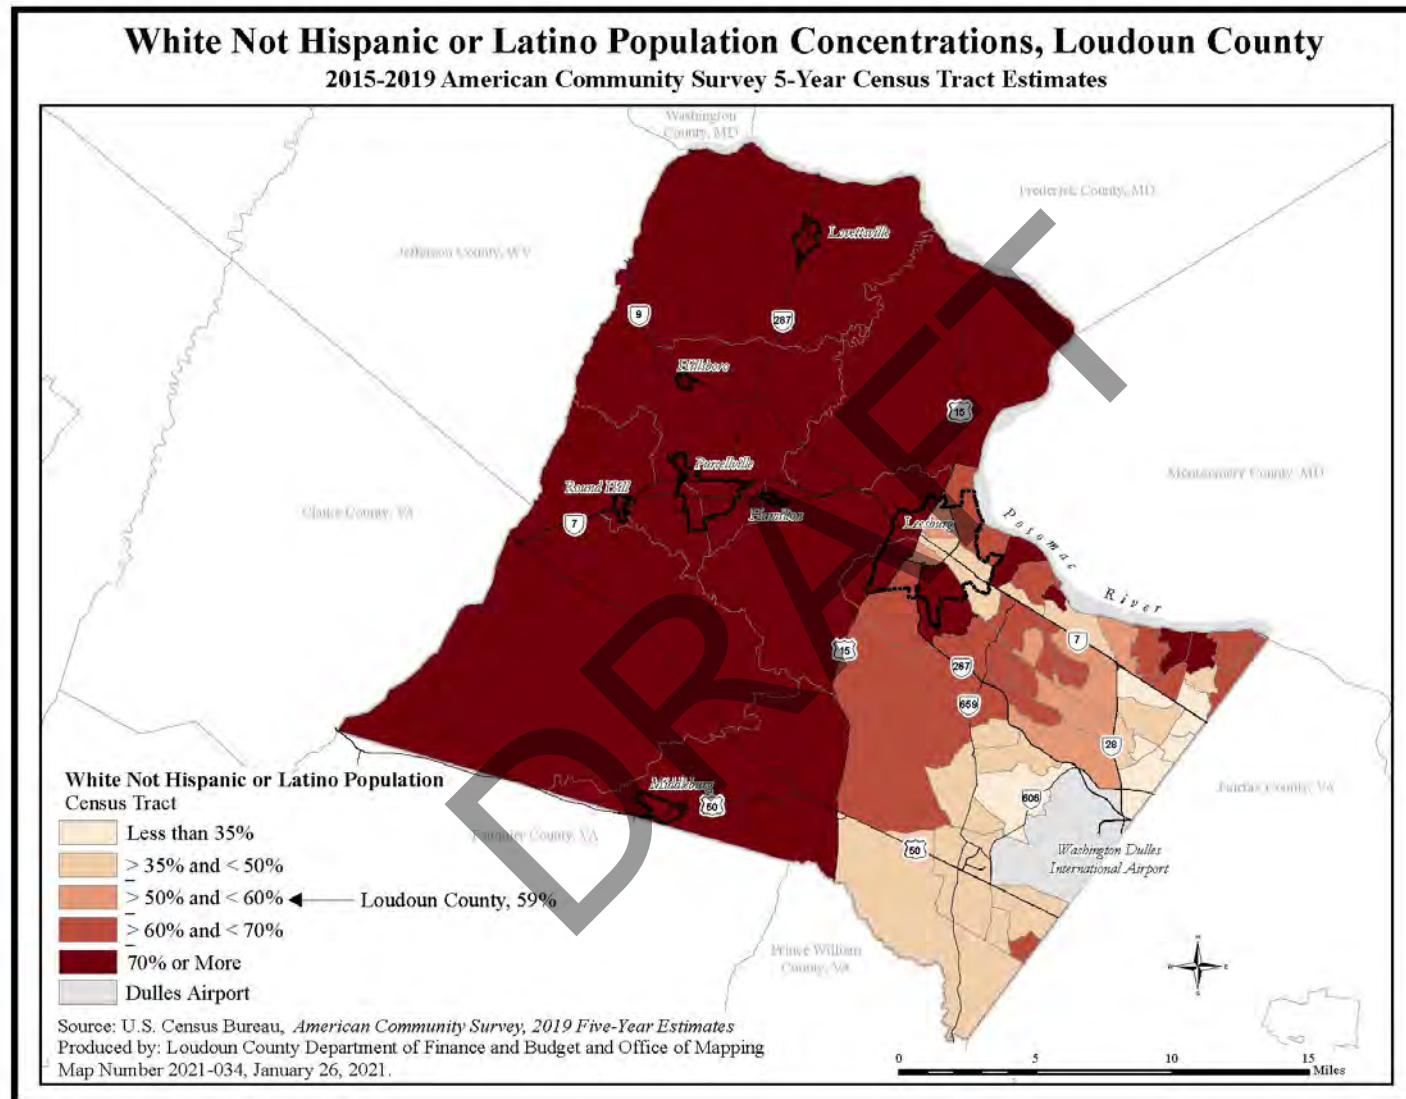 White Not Hispanic or Latino Population Concentrations, Loudoun County
2015-2019 American Community Survey 5-Year Census Tract Estimates
Washington
County, MD
Frederick County, MD
Lovettsville
Jefferson County, WV
9
287
Hillsboro
15
Purcellville
Montgomery County, MD
Round Hill
Clarke County, VA
7
Hamilton
Leesburg
Potomac
River
7
15
267
659
28
White Not Hispanic or Latino Population
Census Tract
Less than 35%
> 35% and < 50%
> 50% and < 60%
Loudoun County, 59%
> 60% and < 70%
70% or More
Dulles Airport
Middleburg
50
606
Fairfax County, VA
Fauquier County, VA
50
Washington Dulles
International Airport
Prince William
County, VA
N
W
E
S
DRAFT
Source: U.S. Census Bureau, American Community Survey, 2019 Five-Year Estimates
Produced by: Loudoun County Department of Finance and Budget and Office of Mapping
Map Number 2021-034, January 26, 2021.
0 5 10 15
Miles